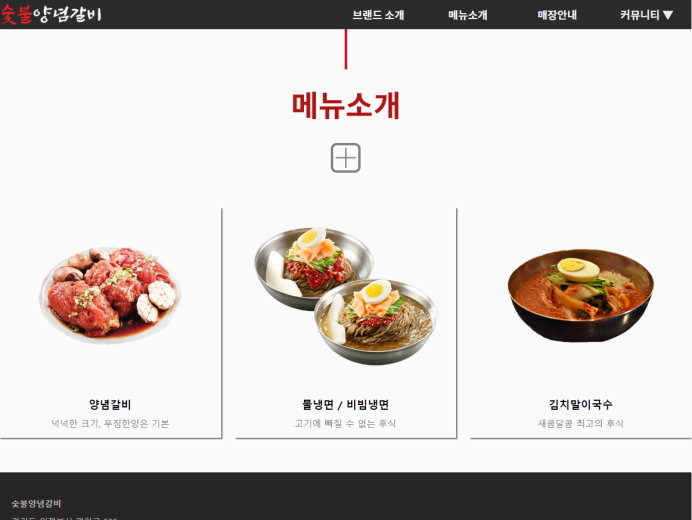 숯불양념갈비
브랜드 소개 메뉴소개 매장안내 커뮤니티 ▼
메뉴소개
양념갈비
넉넉한 크기, 푸짐한양은 기본
물냉면 / 비빔냉면
고기에 빠질 수 없는 후식
김치말이국수
새콤달콤 최고의 후식
숯불양념갈비